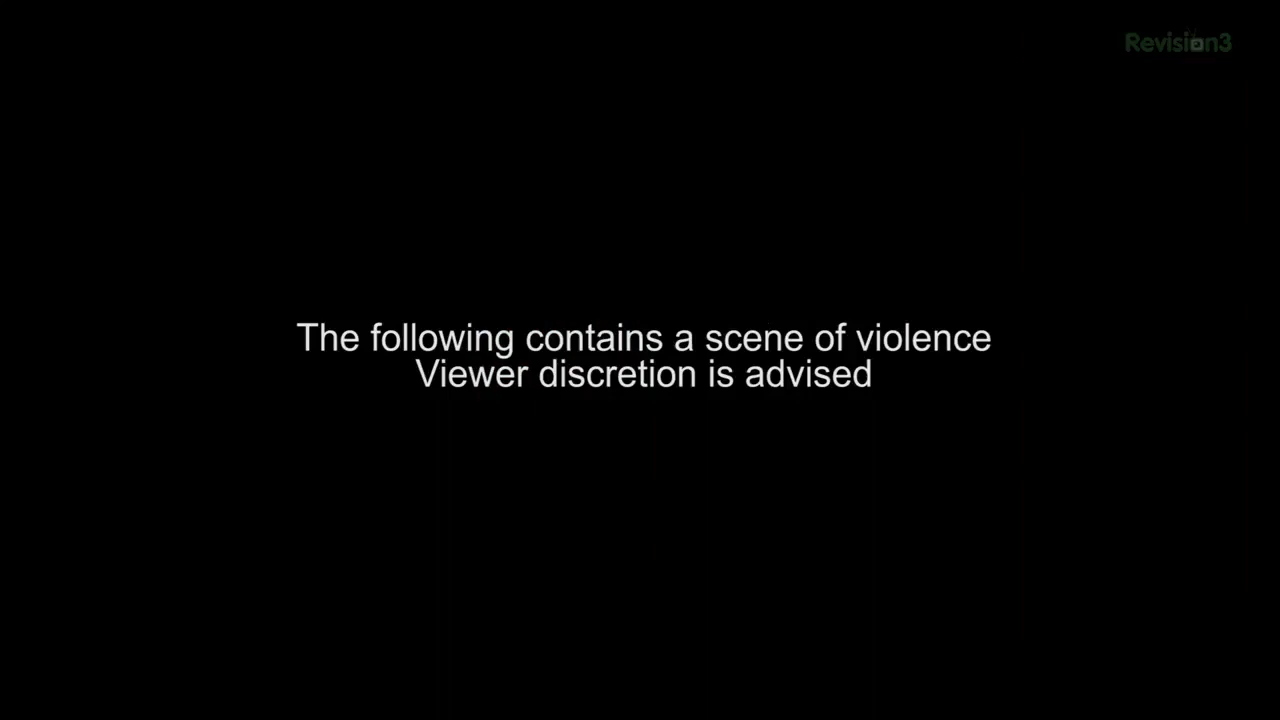 Revision3
The following contains a scene of violence
Viewer discretion is advised